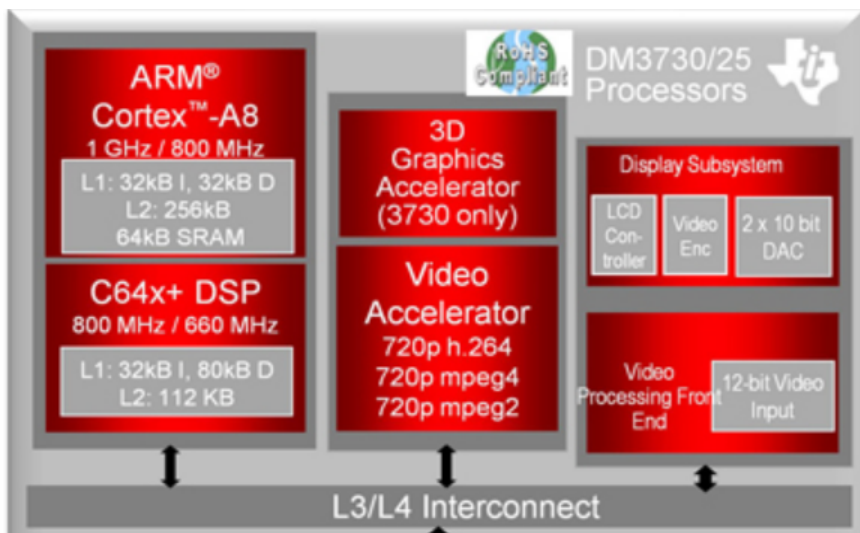 RoHS
Compliant
DM3730/25
Processors
ARM®
Cortex™-A8
1 GHz / 800 MHz
L1: 32kB I, 32kB D
L2: 256kB
64kB SRAM
C64x+ DSP
800 MHz / 660 MHz
L1: 32kB I, 80kB D
L2: 112 KB
3D
Graphics
Accelerator
(3730 only)
Video
Accelerator
720p h.264
720p mpeg4
720p mpeg2
Display Subsystem
LCD
Con-
troller
Video
Enc
2 x 10 bit
DAC
Video
Processing Front
End
12-bit Video
Input
L3/L4 Interconnect